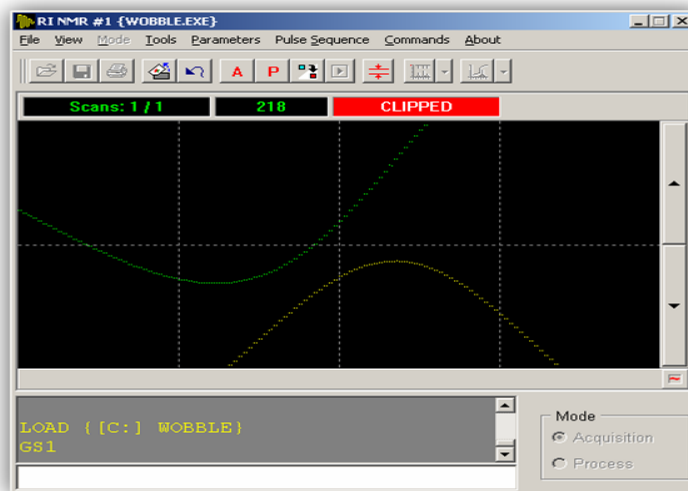 RI NMR #1 {WOBBLE.EXE}
File View Mode Tools Parameters Pulse Sequence Commands About
A P
Scans: 1 / 1 218 CLIPPED
LOAD {[C:] WOBBLE}
GS1
Mode
Acquisition
Process